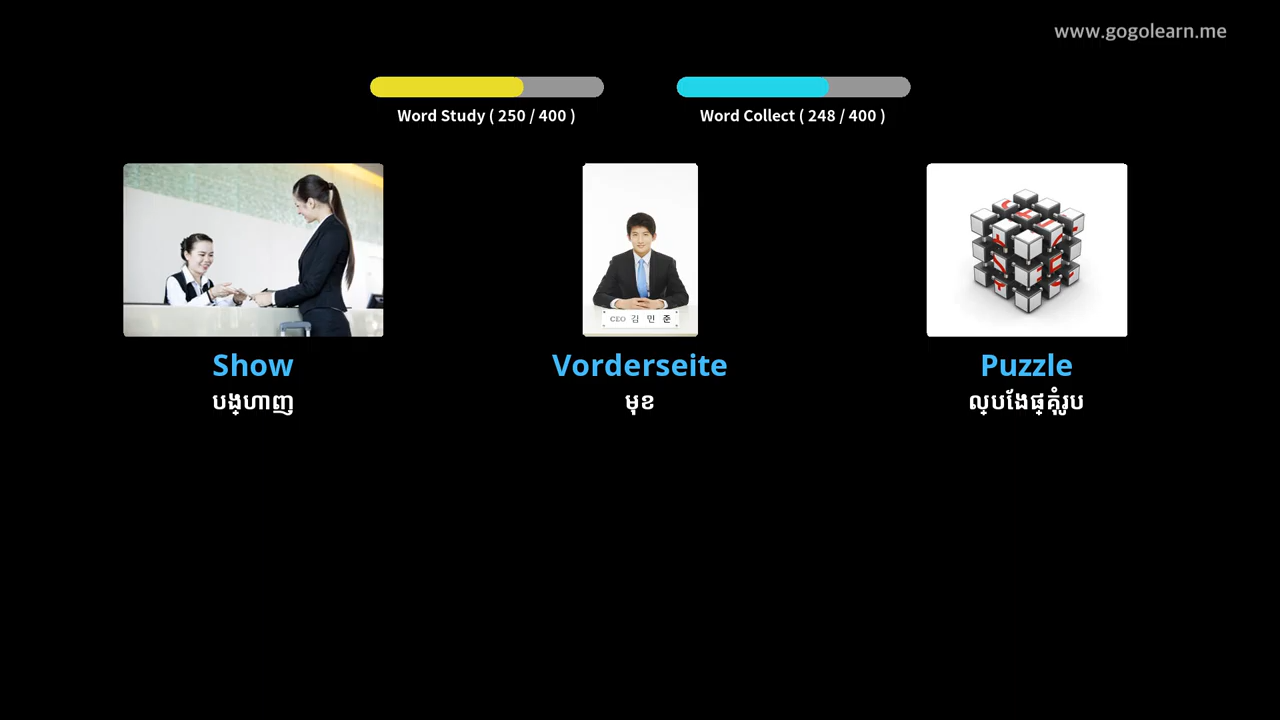 www.gogolearn.me
Word Study ( 250 / 400 )
Word Collect ( 248 / 400 )
CEO 김 민 준
Show
Vorderseite
Puzzle
បង្ហាញ
មុខ
ល្បែងផ្គុំរូប